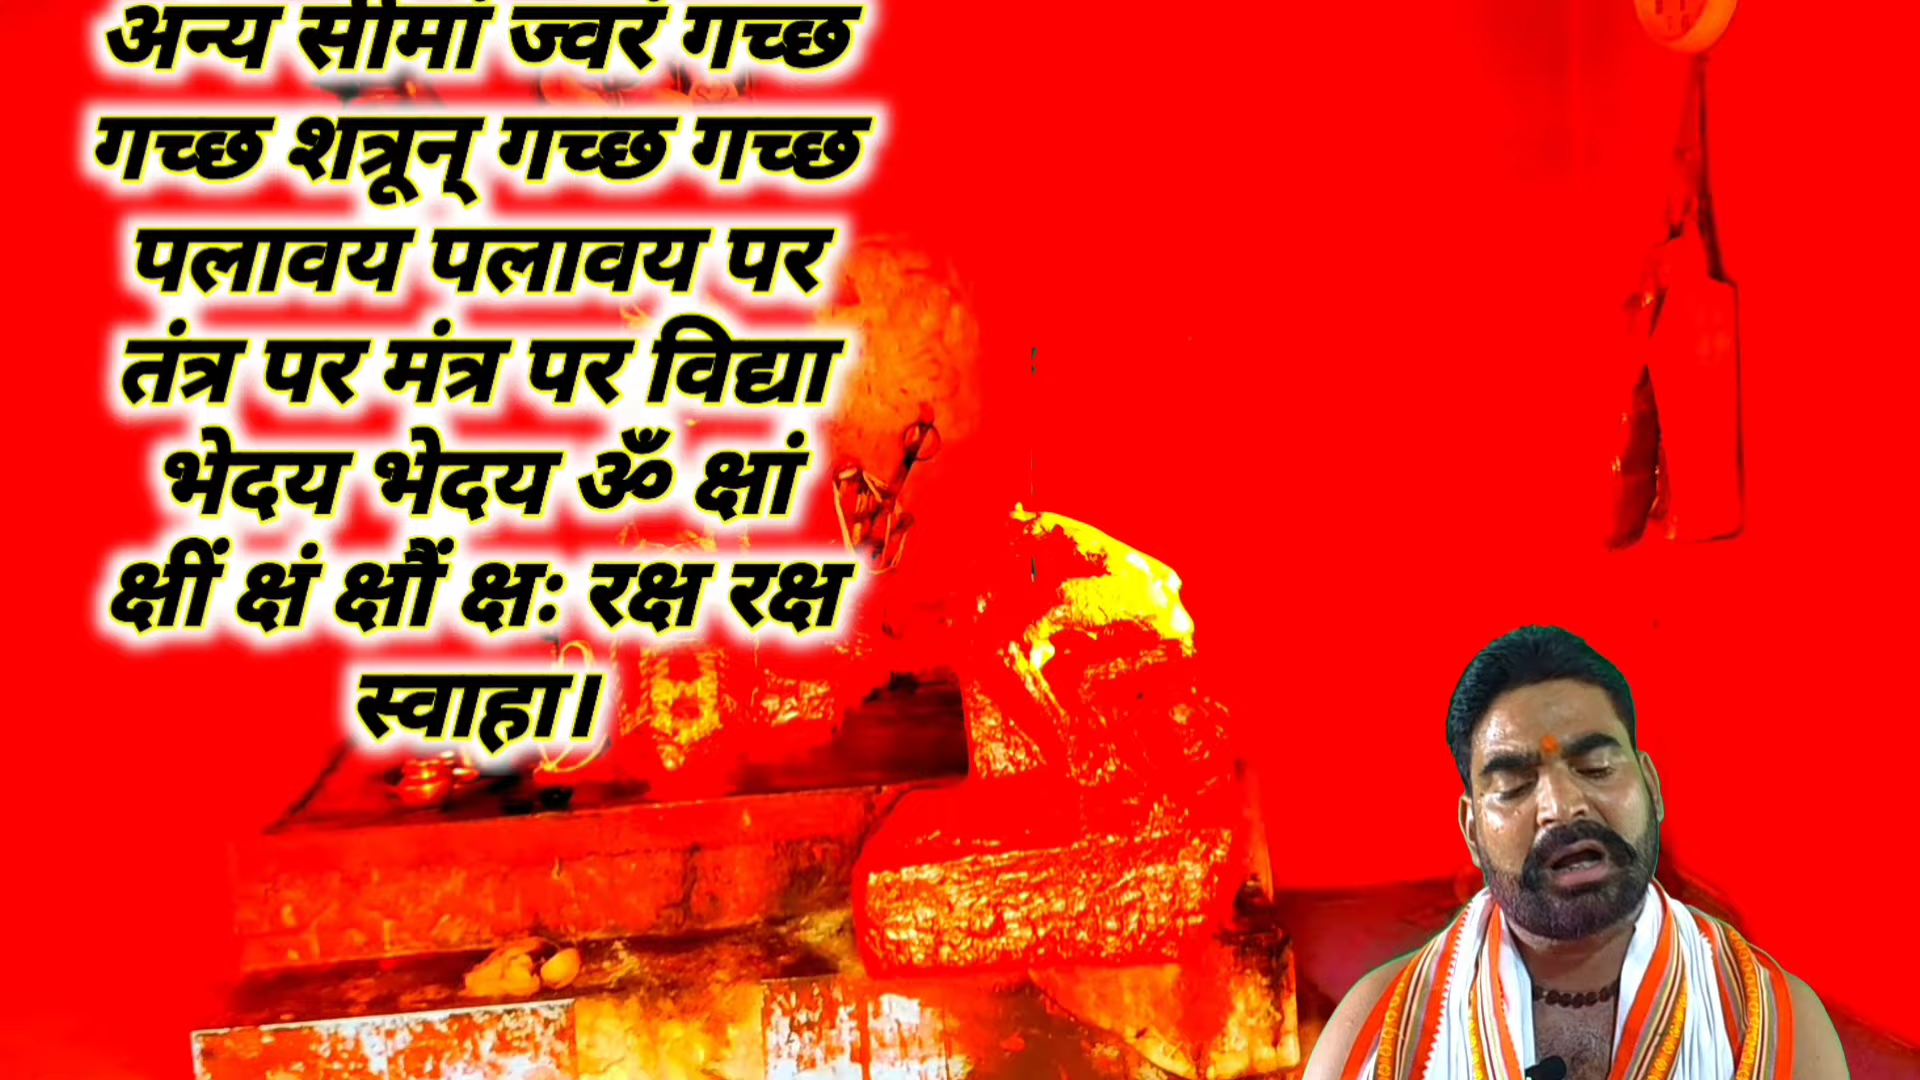 अन्य सीमां ज्वरं गच्छ
गच्छ शत्रून् गच्छ गच्छ
पलावय पलावय पर
तंत्र पर मंत्र पर विद्या
भेदय भेदय ॐ क्षां
क्षीं क्षं क्षौं क्षः रक्ष रक्ष
स्वाहा।